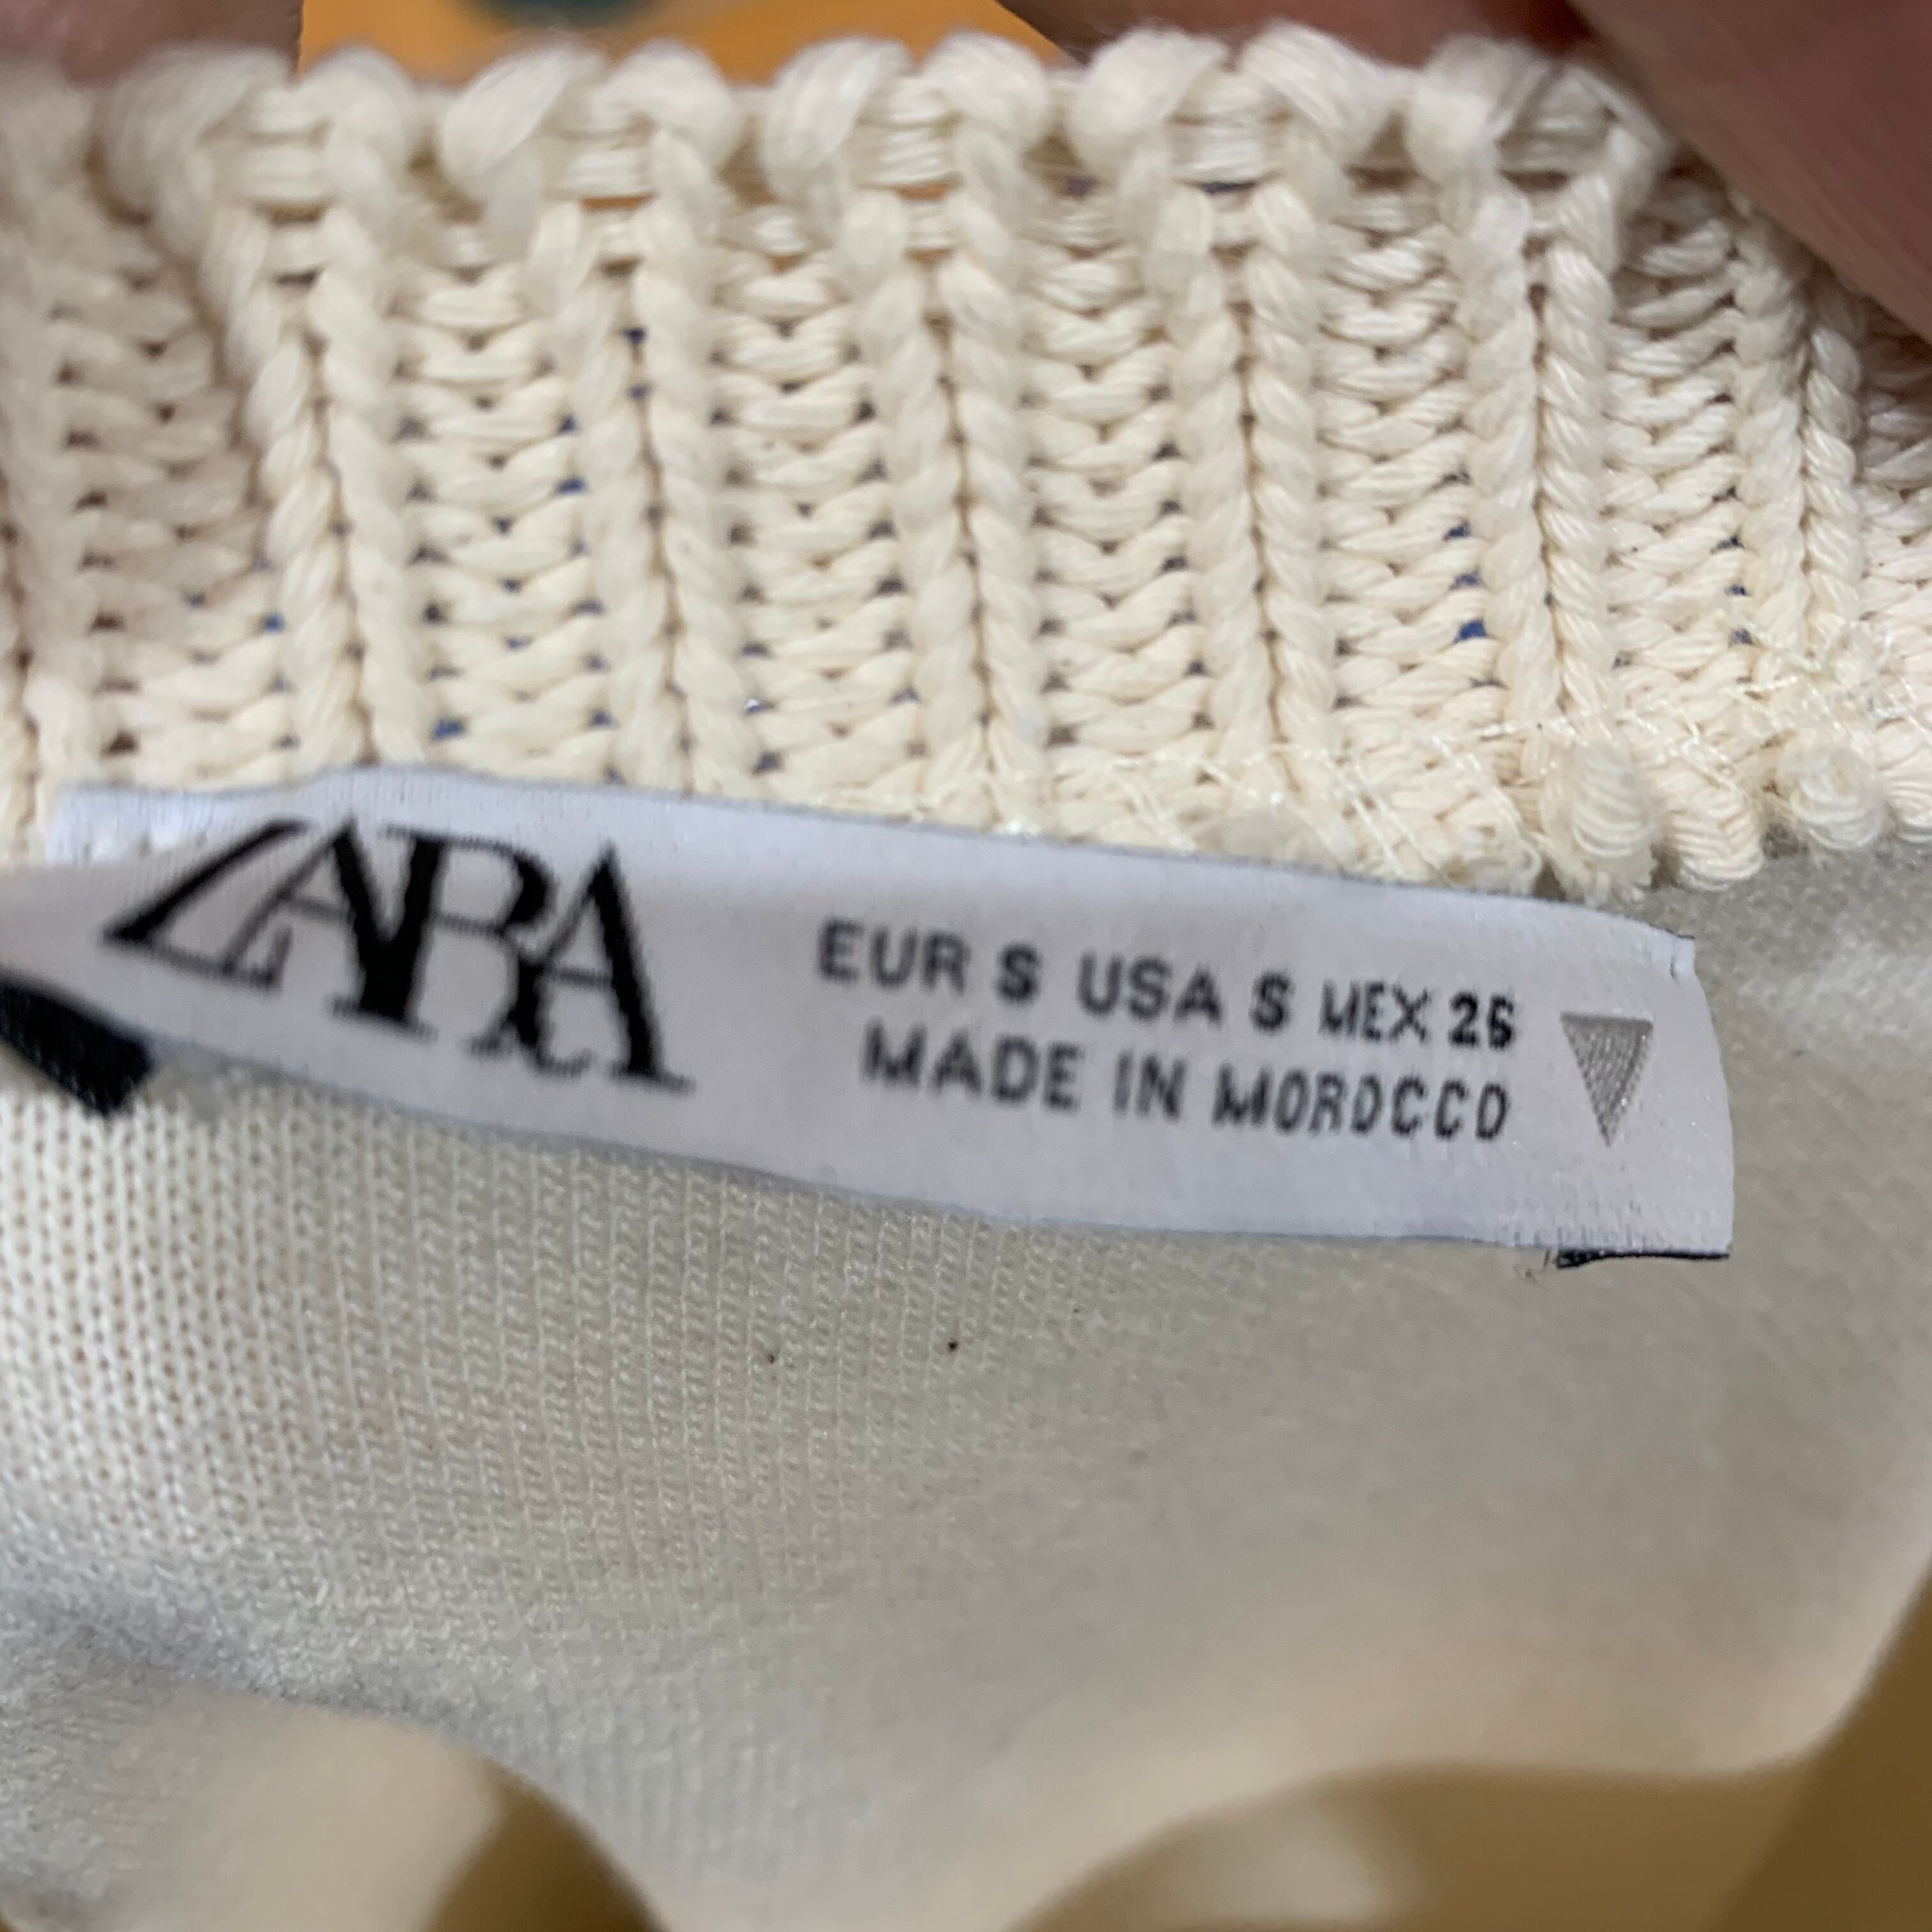 ZARA
EUR S USA S MEX 26
MADE IN MOROCCO